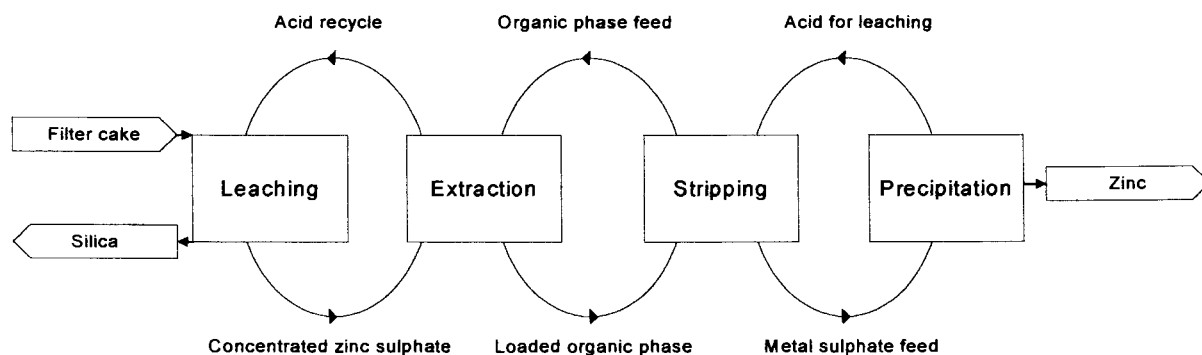 Acid recycle
Organic phase feed
Acid for leaching
Filter cake
Leaching
Extraction
Stripping
Precipitation
Zinc
Silica
Concentrated zinc sulphate
Loaded organic phase
Metal sulphate feed